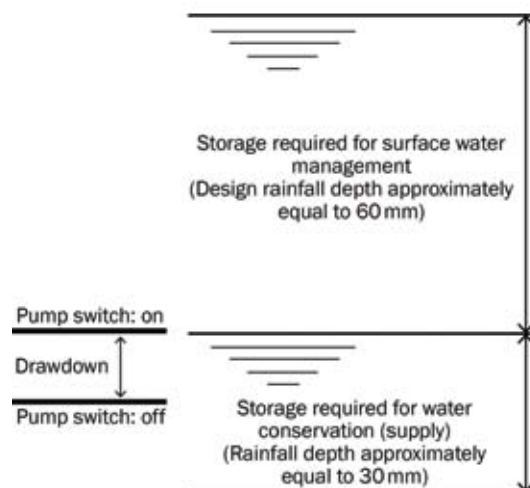 Storage required for surface water
management
(Design rainfall depth approximately
equal to 60 mm)
Pump switch: on
Drawdown
Pump switch: off
Storage required for water
conservation (supply)
(Rainfall depth approximately
equal to 30 mm)